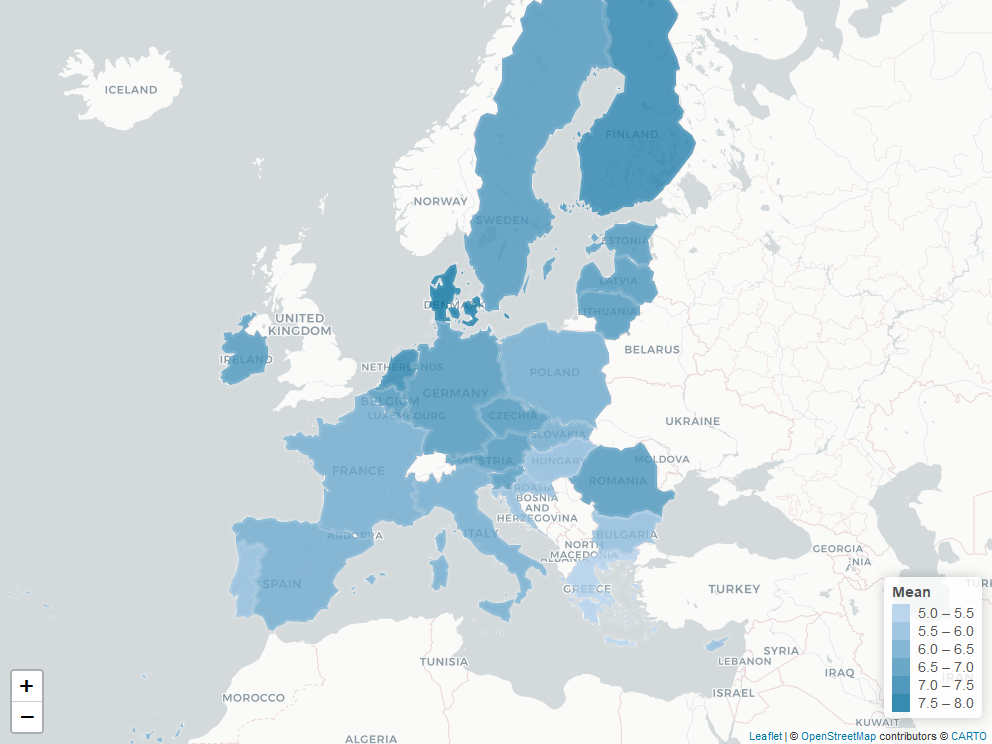 ICELAND
FINLAND
NORWAY
SWEDEN
ESTONIA
LATVIA
DENMARK
LITHUANIA
UNITED
KINGDOM
IRELAND
BELARUS
NETHERLANDS
POLAND
GERMANY
BELGIUM
LUXEMBOURG
CZECHIA
UKRAINE
SLOVAKIA
MOLDOVA
AUSTRIA
HUNGARY
FRANCE
ROMANIA
BOSNIA
AND
HERZEGOVINA
ITALY
BULGARIA
NORTH
MACEDONIA
GEORGIA
SPAIN
GREECE
TURKEY
SYRIA
LEBANON
TUNISIA
IRAQ
ISRAEL
MOROCCO
KUWAIT
ALGERIA
Mean
5.0 – 5.5
5.5 – 6.0
6.0 – 6.5
6.5 – 7.0
7.0 – 7.5
7.5 – 8.0
+
−
Leaflet | © OpenStreetMap contributors © CARTO